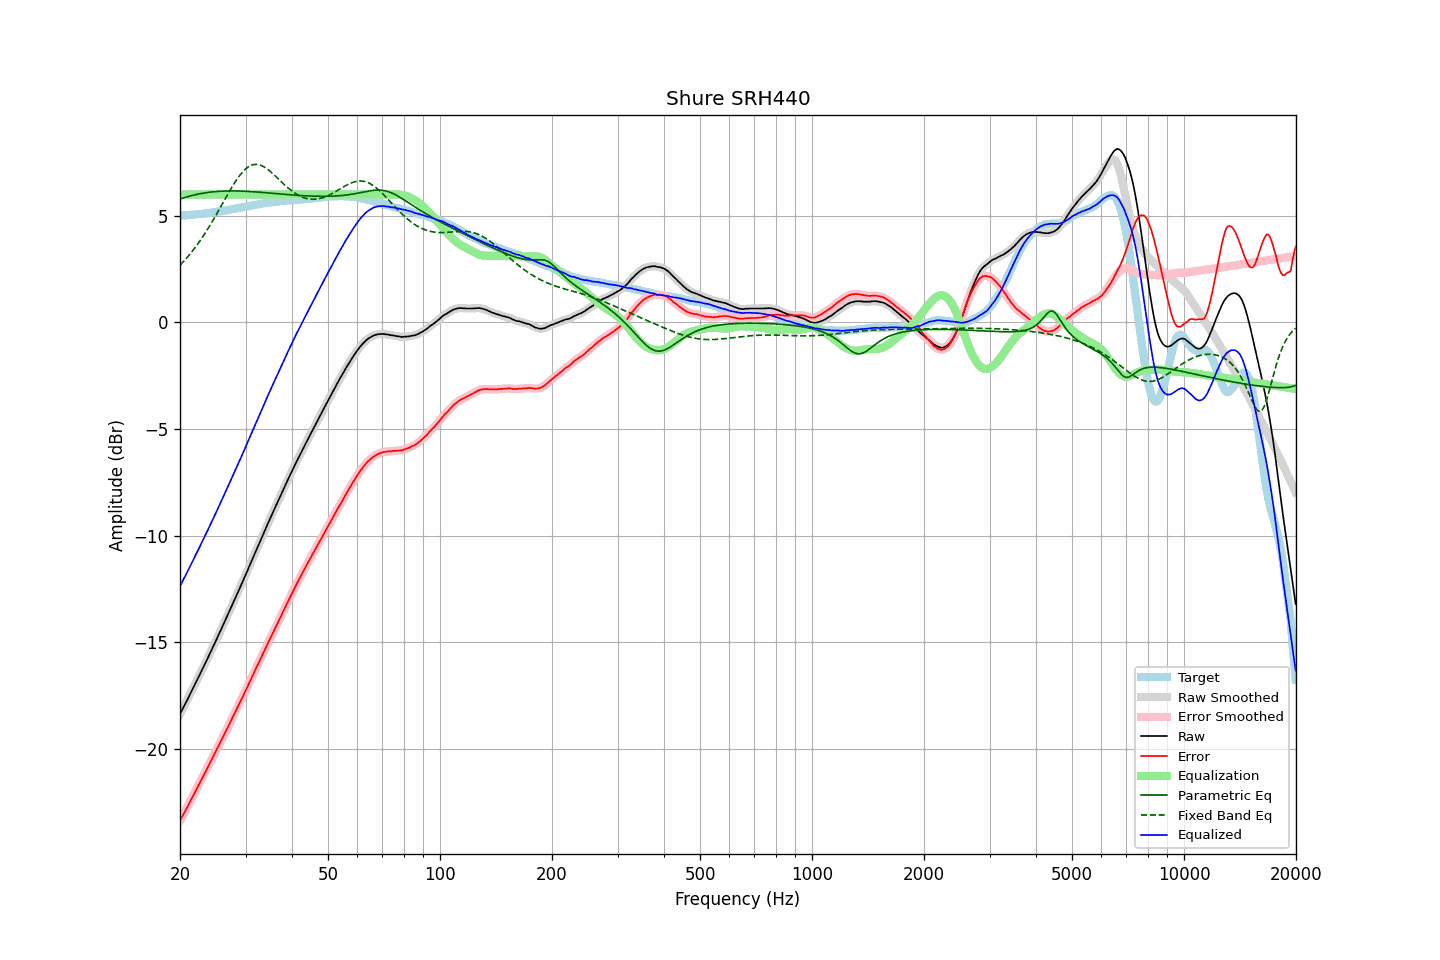 Shure SRH440
Amplitude (dBr)
5
0
−5
−10
−15
−20
20
50
100
200
500
1000
2000
5000
10000
20000
Frequency (Hz)
Target
Raw Smoothed
Error Smoothed
Raw
Error
Equalization
Parametric Eq
Fixed Band Eq
Equalized